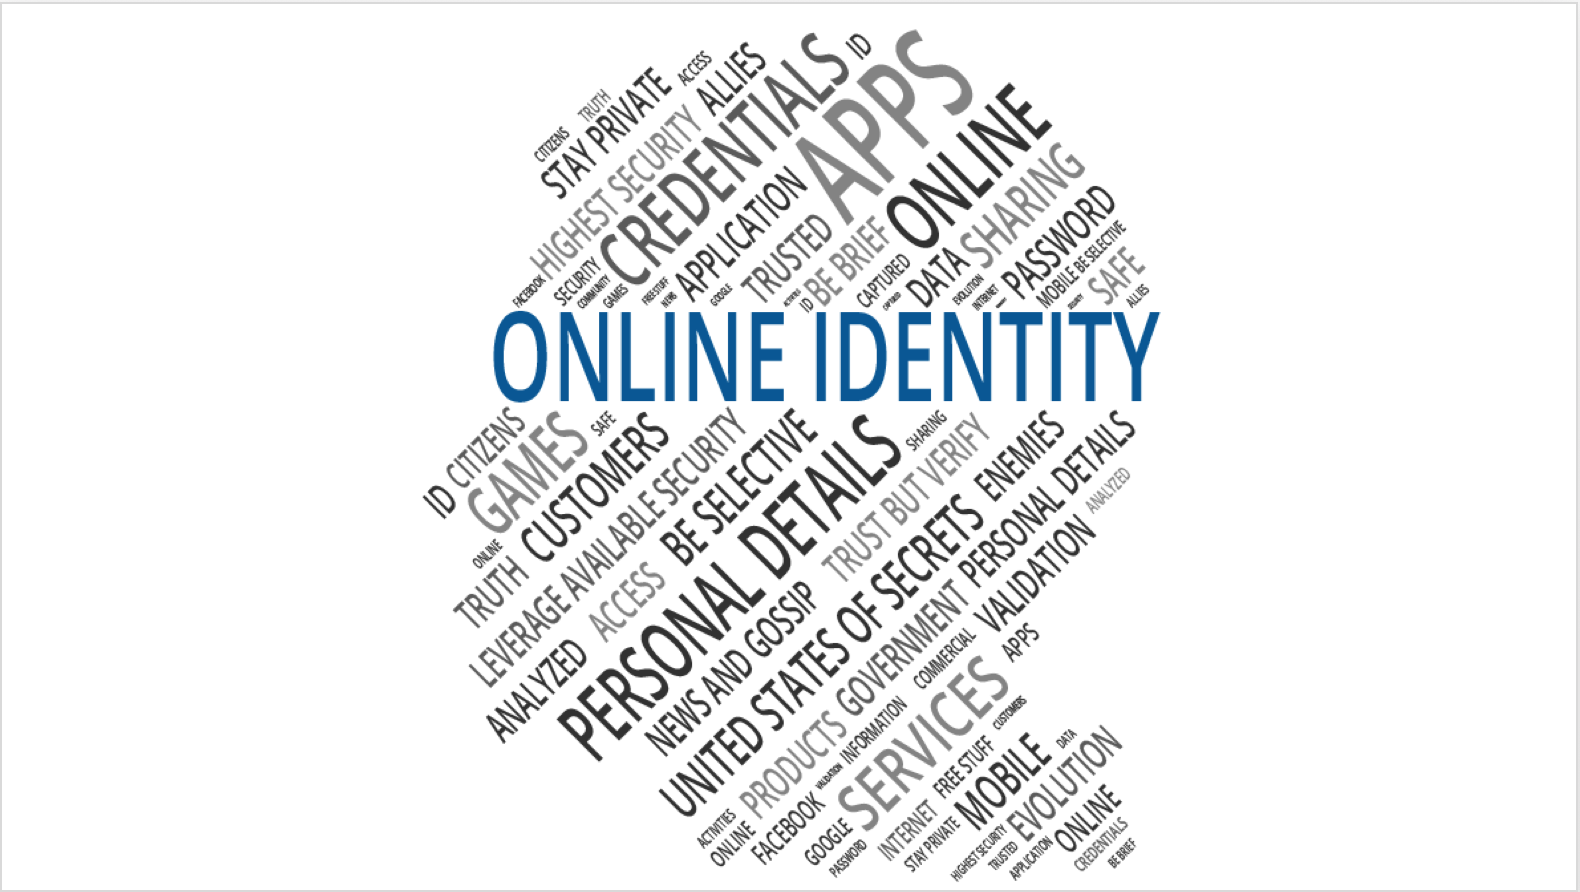 CITIZENS
TRUTH
STAY PRIVATE
ACCESS
ALLIES
HIGHEST SECURITY
CREDENTIALS
ID
APPS
FACEBOOK
SECURITY
COMMUNITY
GAMES
FREE STUFF
NEWS
APPLICATION
GOOGLE
TRUSTED
ACTIVITIES
ID
BE BRIEF
ONLINE
CAPTURED
CAPTURED
DATA
SHARING
EVOLUTION
INTERNET
PASSWORD
MOBILE
BE SELECTIVE
SECURITY
SAFE
ALLIES
ONLINE IDENTITY
ID
CITIZENS
GAMES
SAFE
ONLINE
CUSTOMERS
TRUTH
LEVERAGE AVAILABLE SECURITY
ANALYZED
ACCESS
BE SELECTIVE
PERSONAL DETAILS
SHARING
NEWS AND GOSSIP
TRUST BUT VERIFY
UNITED STATES OF SECRETS
ENEMIES
PRODUCTS
GOVERNMENT
PERSONAL DETAILS
ANALYZED
VALIDATION
ACTIVITIES
ONLINE
FACEBOOK
VALIDATION
INFORMATION
COMMERCIAL
APPS
GOOGLE
SERVICES
PASSWORD
INTERNET
FREE STUFF
CUSTOMERS
STAY PRIVATE
MOBILE
DATA
HIGHEST SECURITY
TRUSTED
EVOLUTION
APPLICATION
ONLINE
CREDENTIALS
BE BRIEF